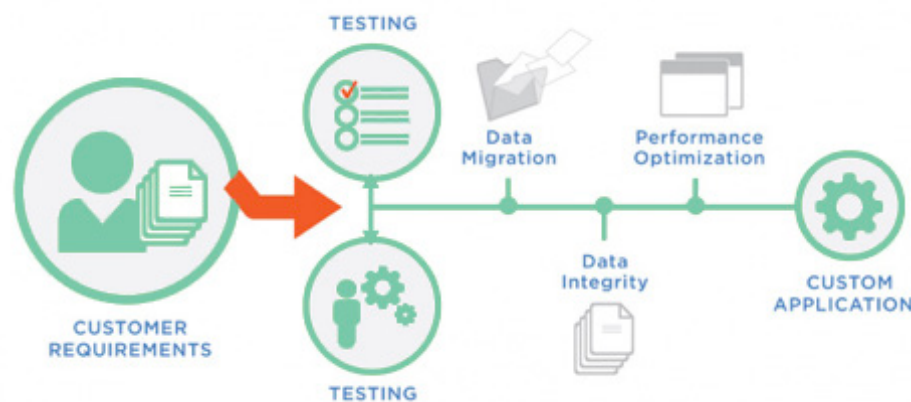 TESTING
CUSTOMER
REQUIREMENTS
TESTING
Data
Migration
Data
Integrity
Performance
Optimization
CUSTOM
APPLICATION